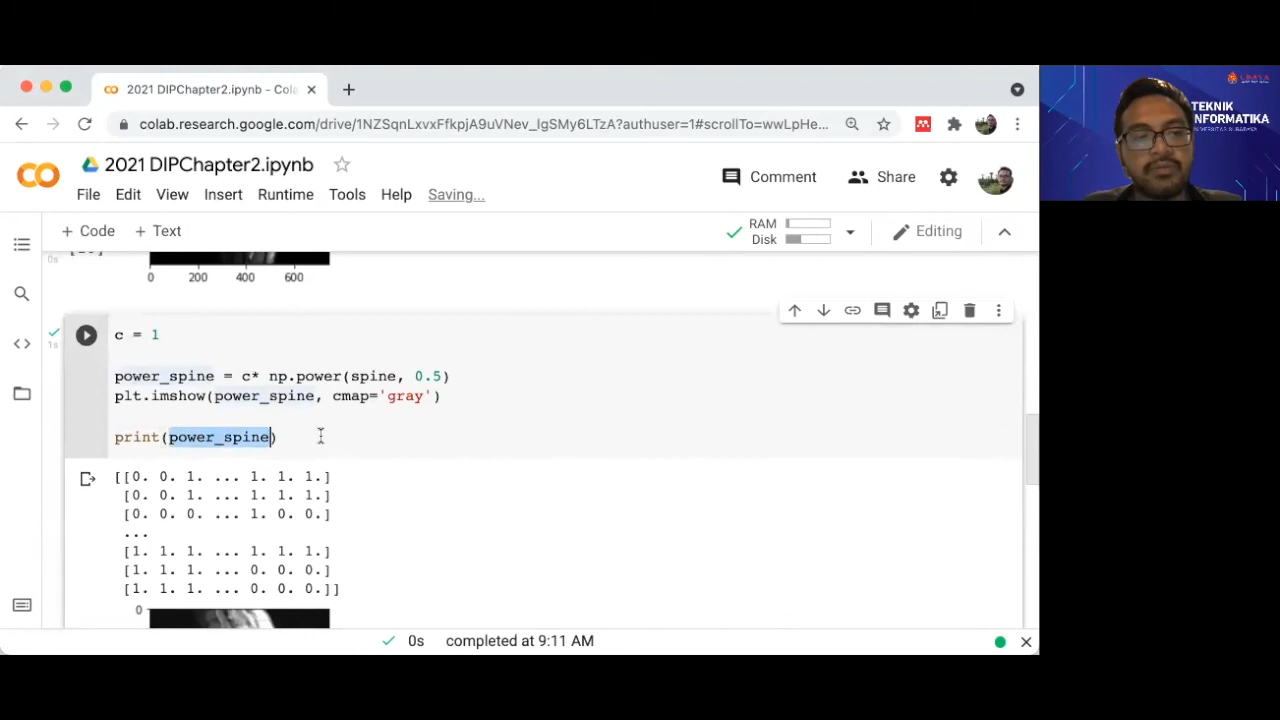 2021 DIPChapter2.ipynb - Cola
colab.research.google.com/drive/1NZSqnLxvxFfkpjA9uVNev_lgSMy6LTzA?authuser=1#scrollTo=wwLpHe...
2021 DIPChapter2.ipynb
File Edit View Insert Runtime Tools Help Saving...
Comment Share
+ Code + Text
RAM
Disk
Editing
0s
0 200 400 600
1s
c = 1
power_spine = c* np.power(spine, 0.5)
plt.imshow(power_spine, cmap='gray')
print(power_spine)
[[0. 0. 1. ... 1. 1. 1.]
[0. 0. 1. ... 1. 1. 1.]
[0. 0. 0. ... 1. 0. 0.]
...
[1. 1. 1. ... 1. 1. 1.]
[1. 1. 1. ... 0. 0. 0.]
[1. 1. 1. ... 0. 0. 0.]]
0
0s completed at 9:11 AM
TEKNIK
INFORMATIKA